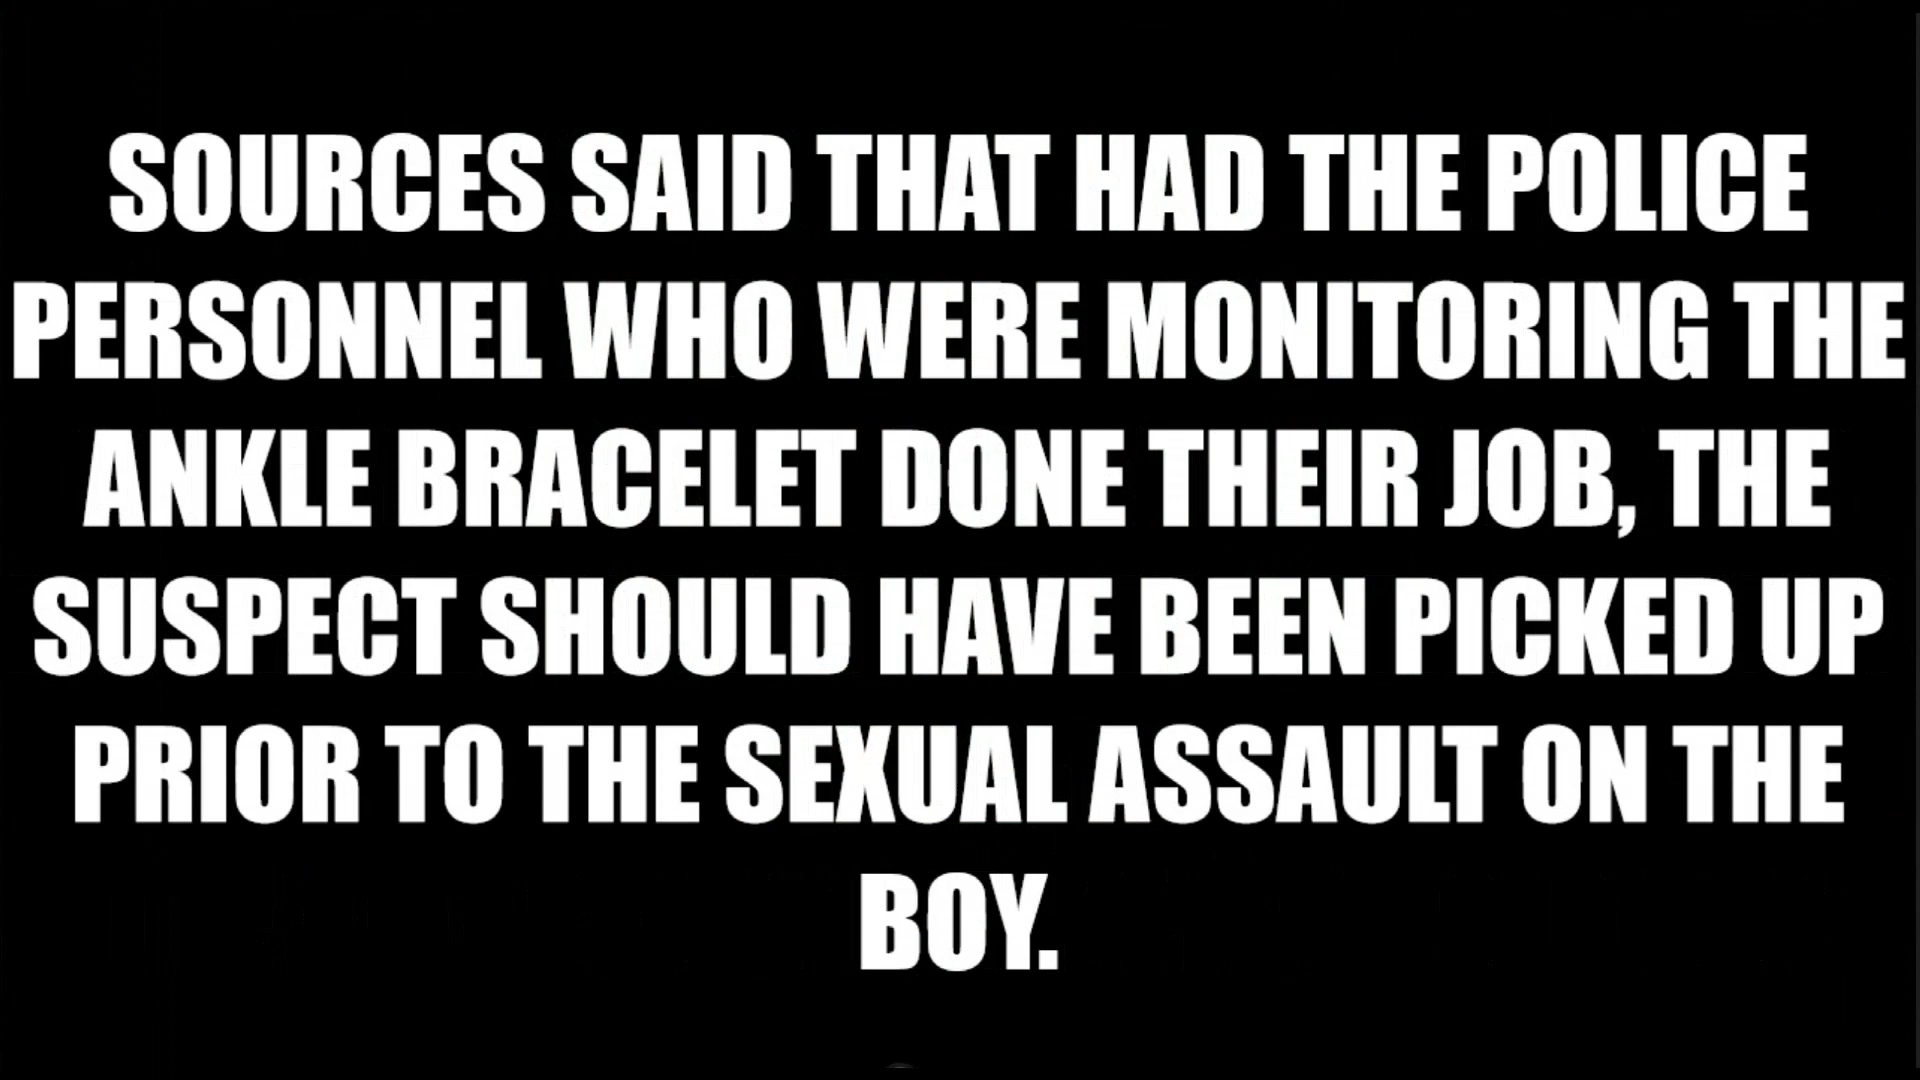 SOURCES SAID THAT HAD THE POLICE
PERSONNEL WHO WERE MONITORING THE
ANKLE BRACELET DONE THEIR JOB, THE
SUSPECT SHOULD HAVE BEEN PICKED UP
PRIOR TO THE SEXUAL ASSAULT ON THE
BOY.